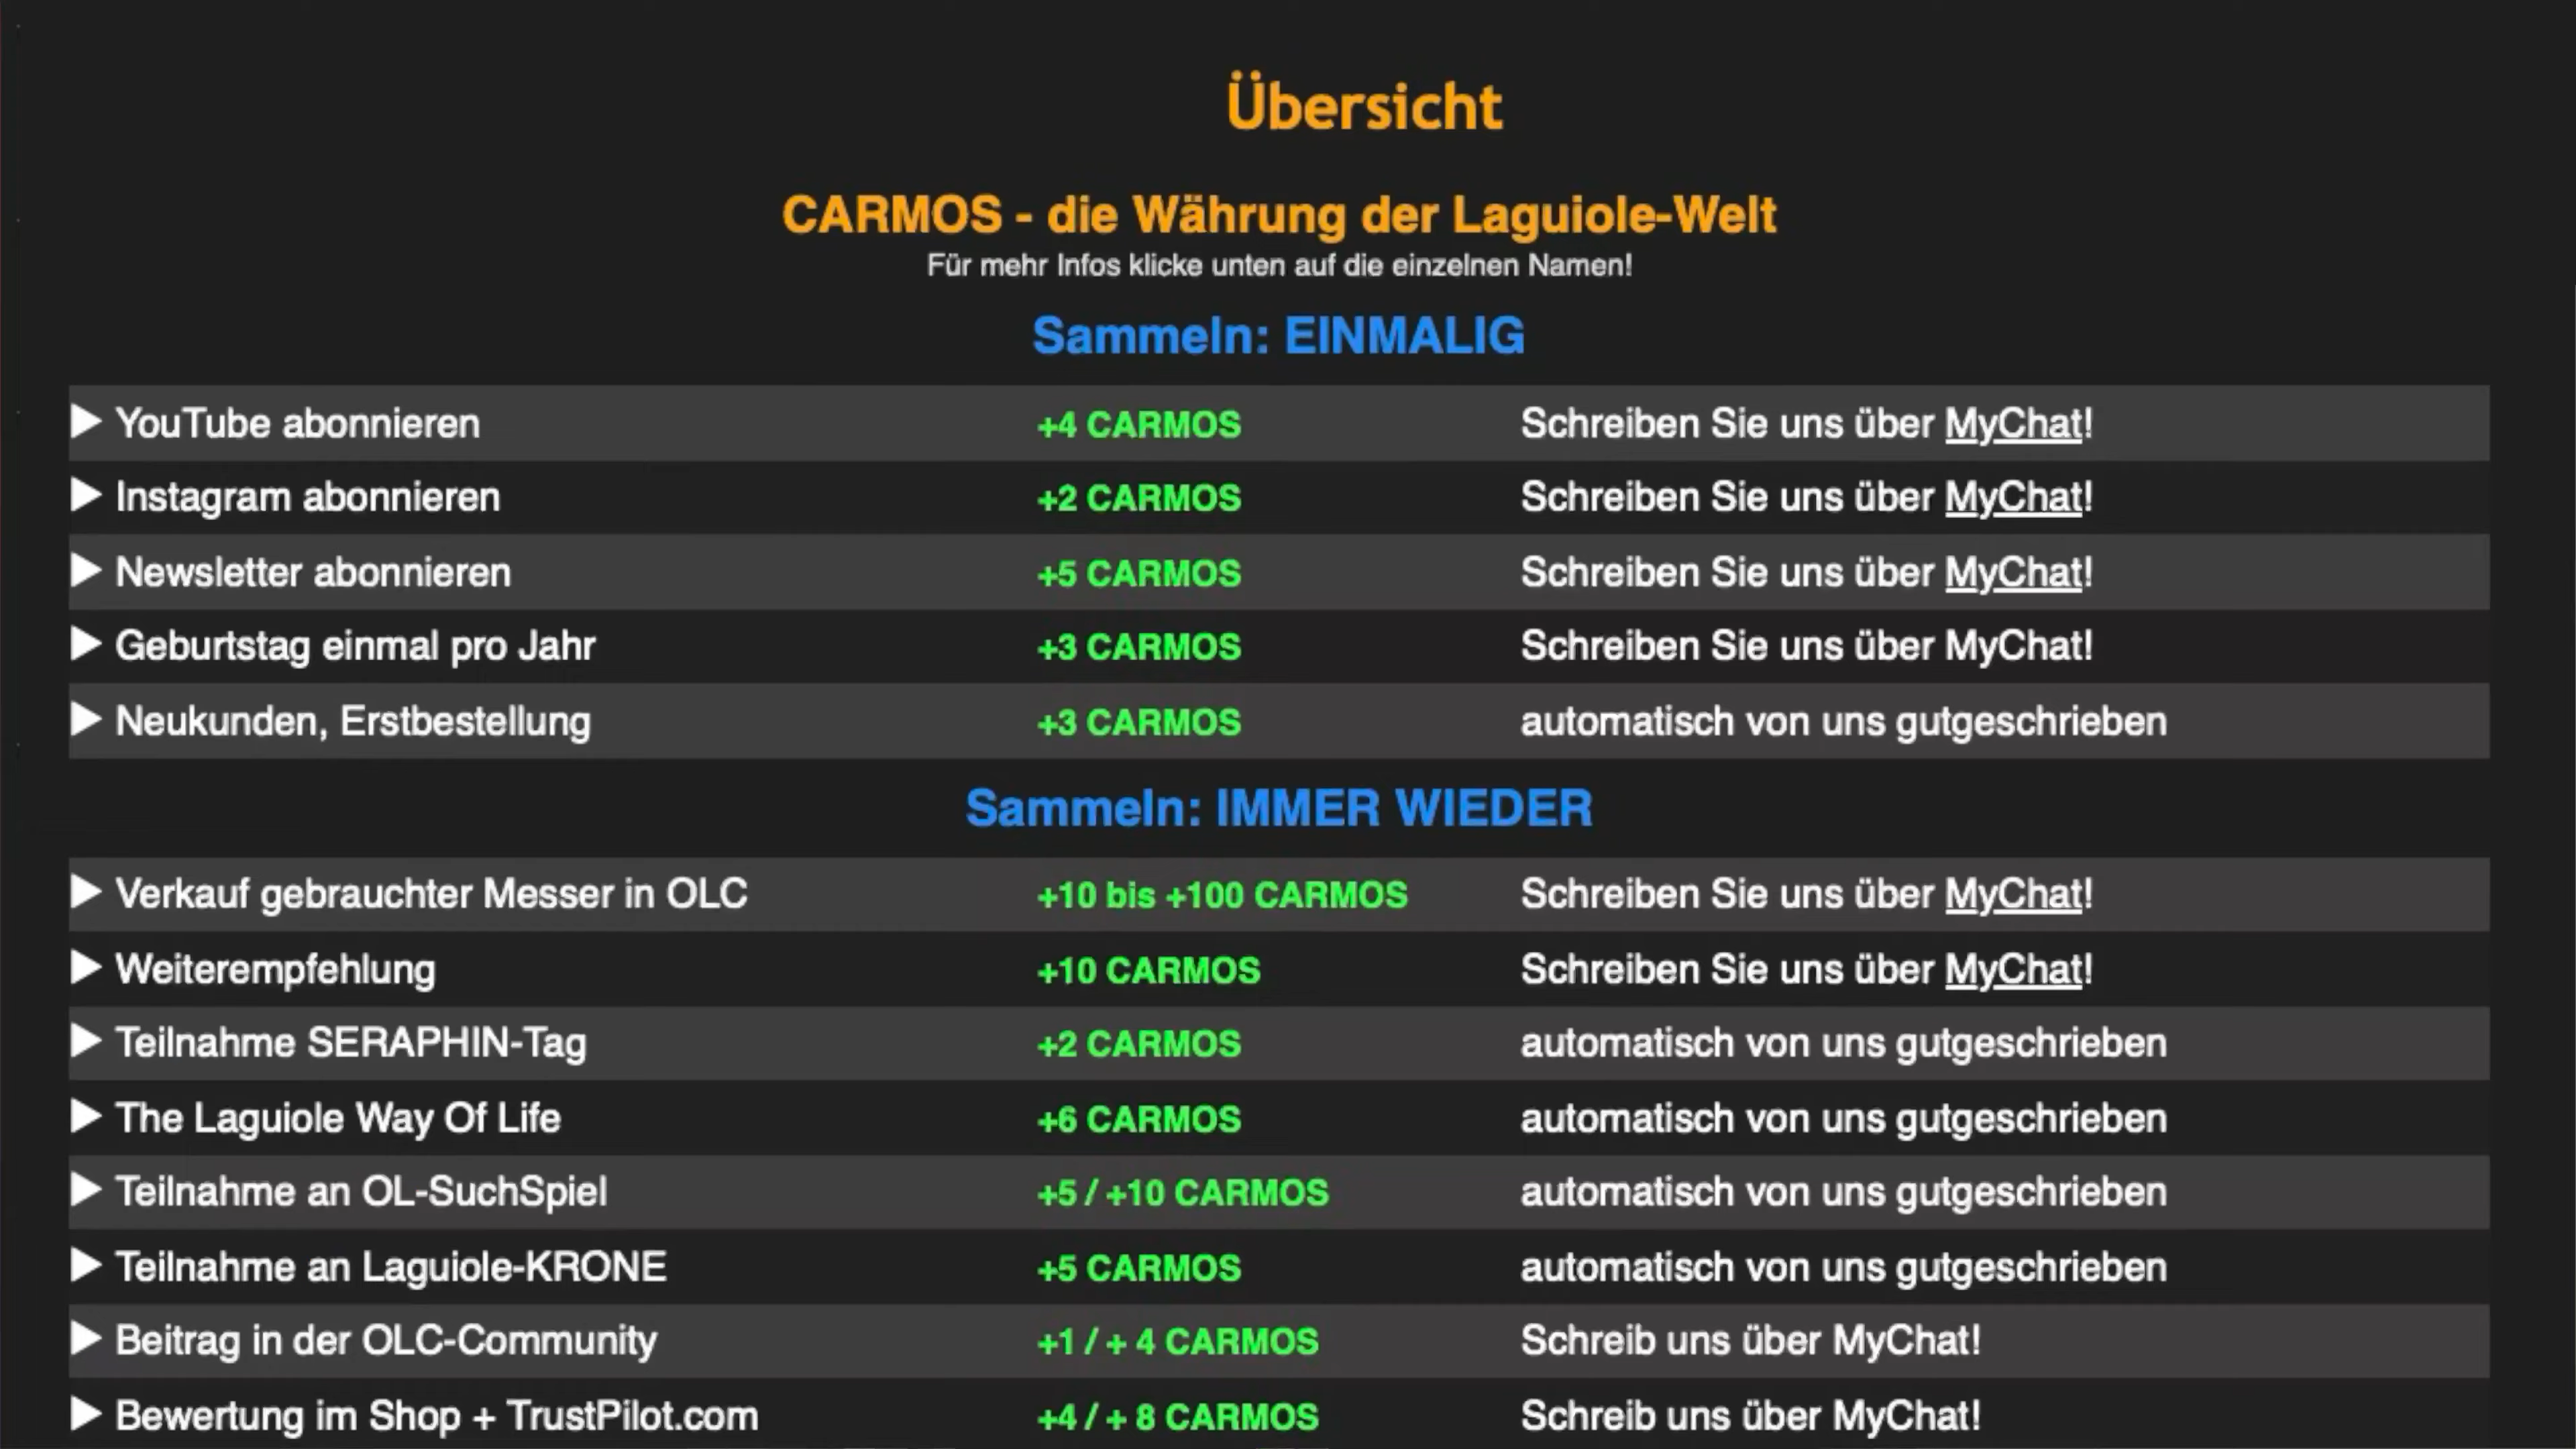 Übersicht
CARMOS - die Währung der Laguiole-Welt
Für mehr Infos klicke unten auf die einzelnen Namen!
Sammeln: EINMALIG
▶ YouTube abonnieren +4 CARMOS Schreiben Sie uns über MyChat!
▶ Instagram abonnieren +2 CARMOS Schreiben Sie uns über MyChat!
▶ Newsletter abonnieren +5 CARMOS Schreiben Sie uns über MyChat!
▶ Geburtstag einmal pro Jahr +3 CARMOS Schreiben Sie uns über MyChat!
▶ Neukunden, Erstbestellung +3 CARMOS automatisch von uns gutgeschrieben
Sammeln: IMMER WIEDER
▶ Verkauf gebrauchter Messer in OLC +10 bis +100 CARMOS Schreiben Sie uns über MyChat!
▶ Weiterempfehlung +10 CARMOS Schreiben Sie uns über MyChat!
▶ Teilnahme SERAPHIN-Tag +2 CARMOS automatisch von uns gutgeschrieben
▶ The Laguiole Way Of Life +6 CARMOS automatisch von uns gutgeschrieben
▶ Teilnahme an OL-SuchSpiel +5 / +10 CARMOS automatisch von uns gutgeschrieben
▶ Teilnahme an Laguiole-KRONE +5 CARMOS automatisch von uns gutgeschrieben
▶ Beitrag in der OLC-Community +1 / + 4 CARMOS Schreib uns über MyChat!
▶ Bewertung im Shop + TrustPilot.com +4 / + 8 CARMOS Schreib uns über MyChat!